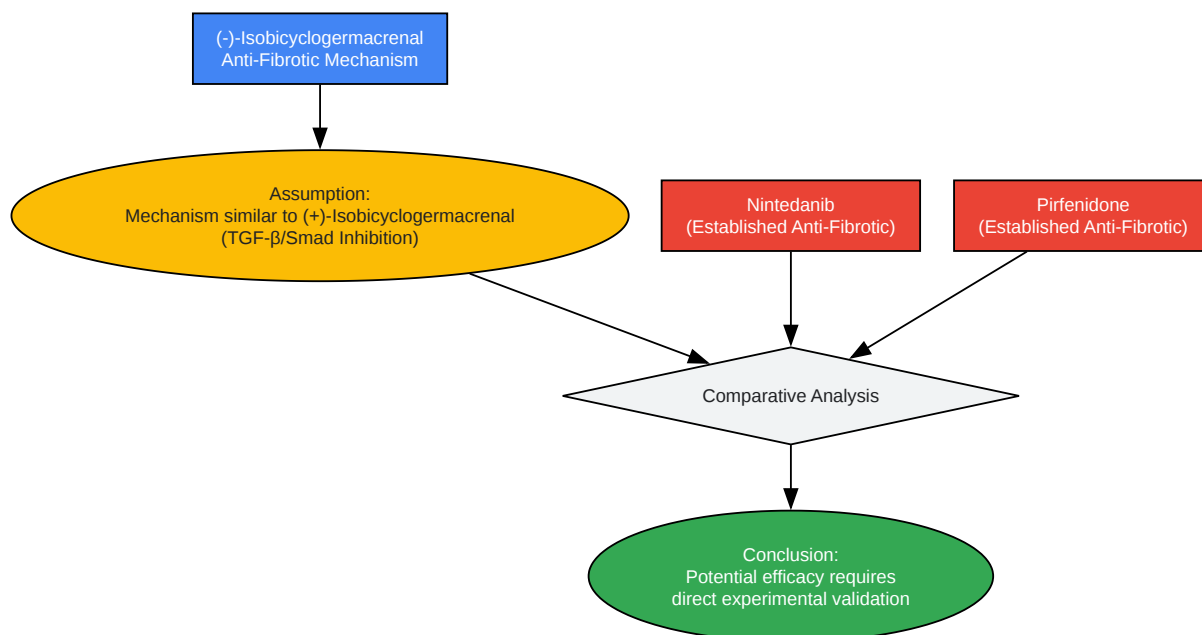 (-)-Isobicyclogermacrenal
Anti-Fibrotic Mechanism
Assumption:
Mechanism similar to (+)-Isobicyclogermacrenal
(TGF-β/Smad Inhibition)
Nintedanib
(Established Anti-Fibrotic)
Pirfenidone
(Established Anti-Fibrotic)
Comparative Analysis
Conclusion:
Potential efficacy requires
direct experimental validation